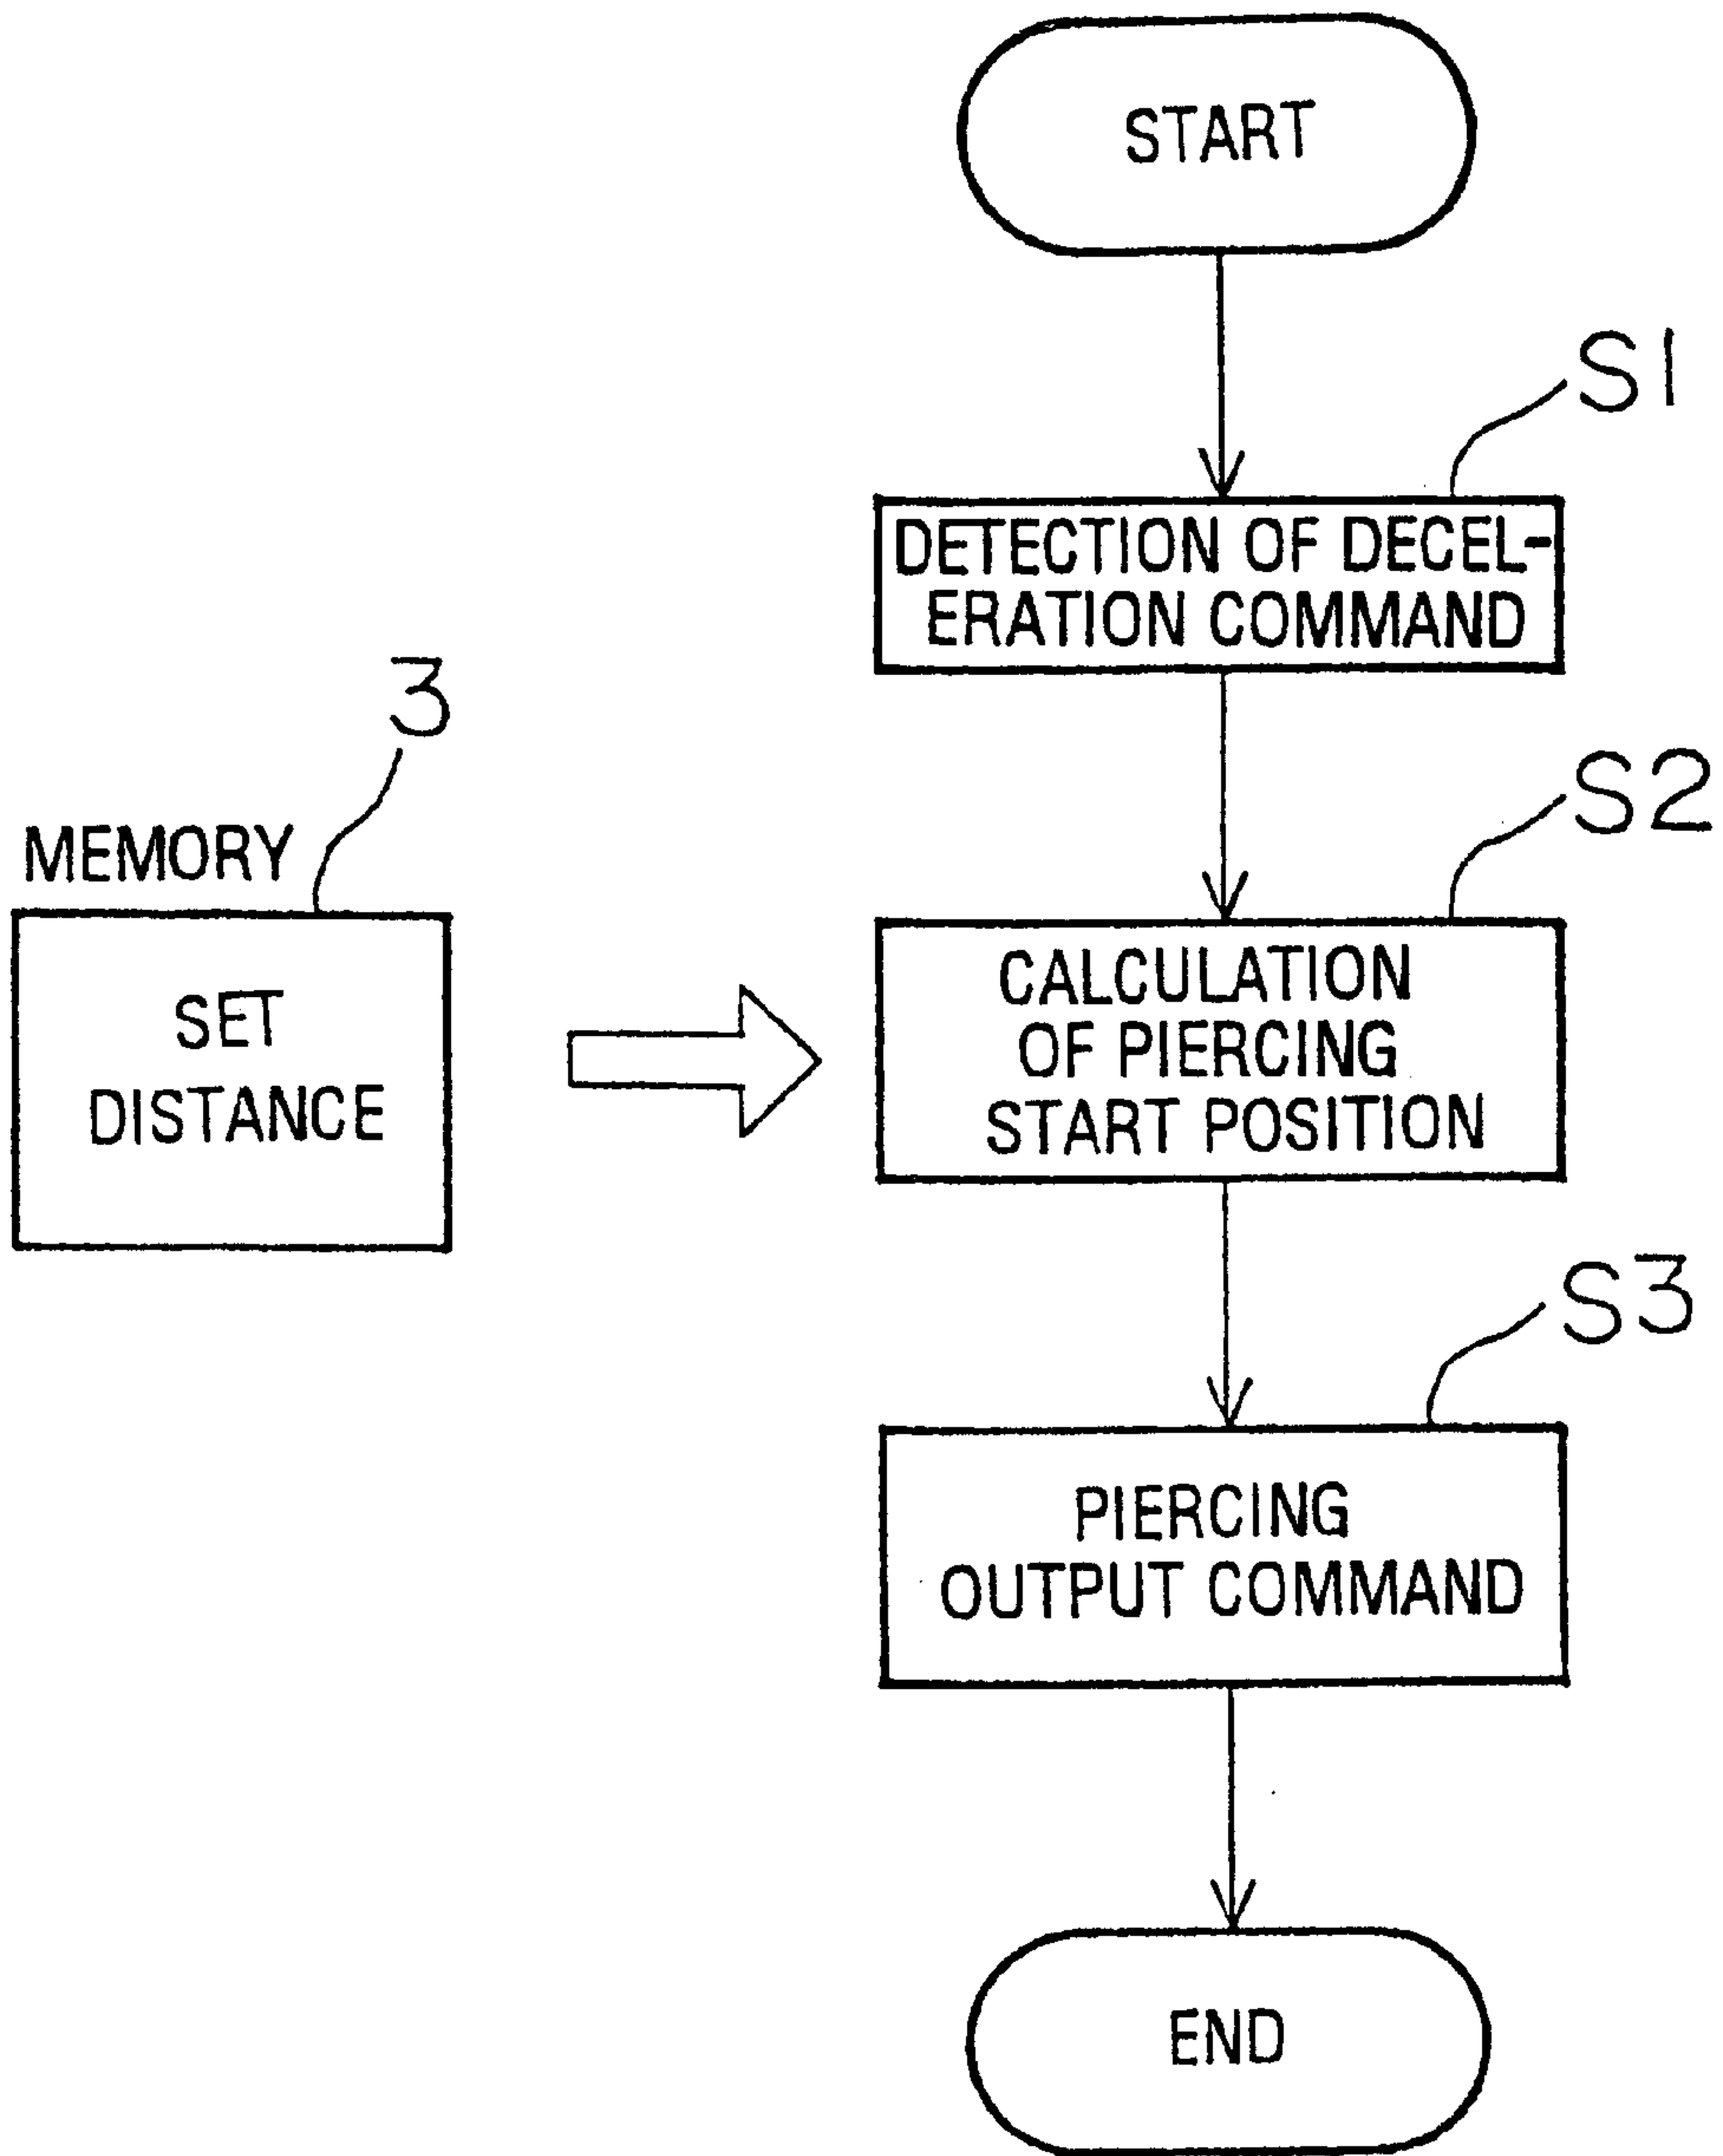 START
S1
DETECTION OF DECEL-
ERATION COMMAND
3
MEMORY
SET
DISTANCE
S2
CALCULATION
OF PIERCING
START POSITION
S3
PIERCING
OUTPUT COMMAND
END